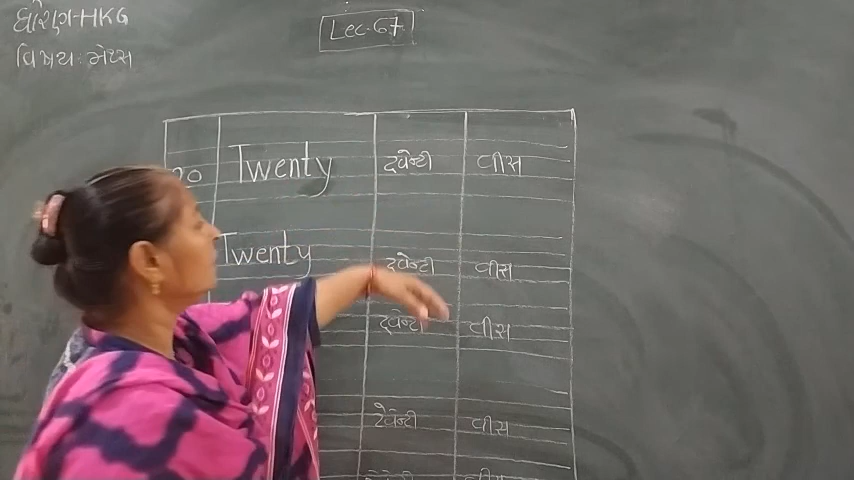 ધોરણ-HKG
Lec-67
વિષય: મેથ્સ
20 Twenty ટ્વેન્ટી વીસ
Twenty ટ્વેન્ટી વીસ
ટ્વેન્ટી વીસ
ટ્વેન્ટી વીસ